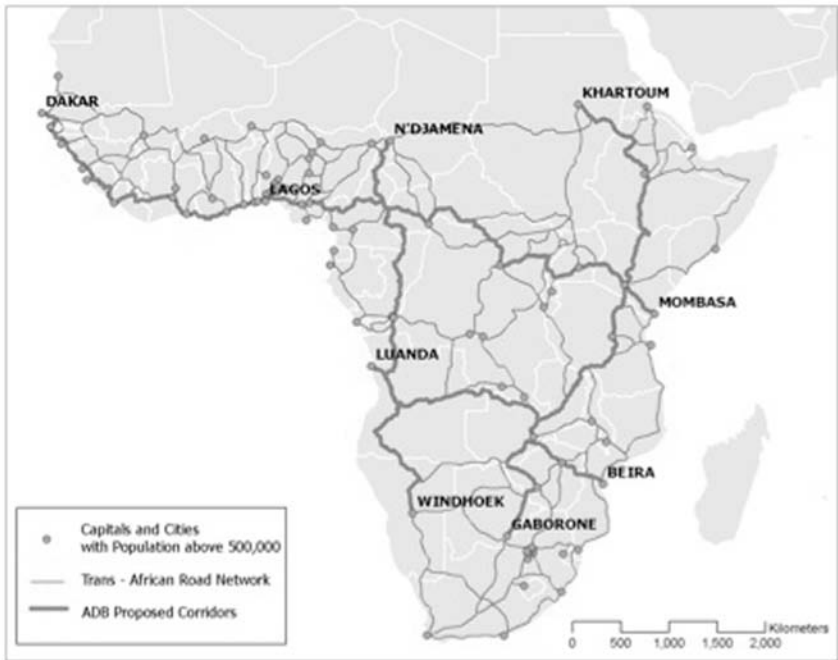 DAKAR
KHARTOUM
N'DJAMENA
LAGOS
MOMBASA
LUANDA
BEIRA
WINDHOEK
GABORONE
Capitals and Cities
with Population above 500,000
Trans - African Road Network
ADB Proposed Corridors
Kilometers
0 500 1,000 1,500 2,000